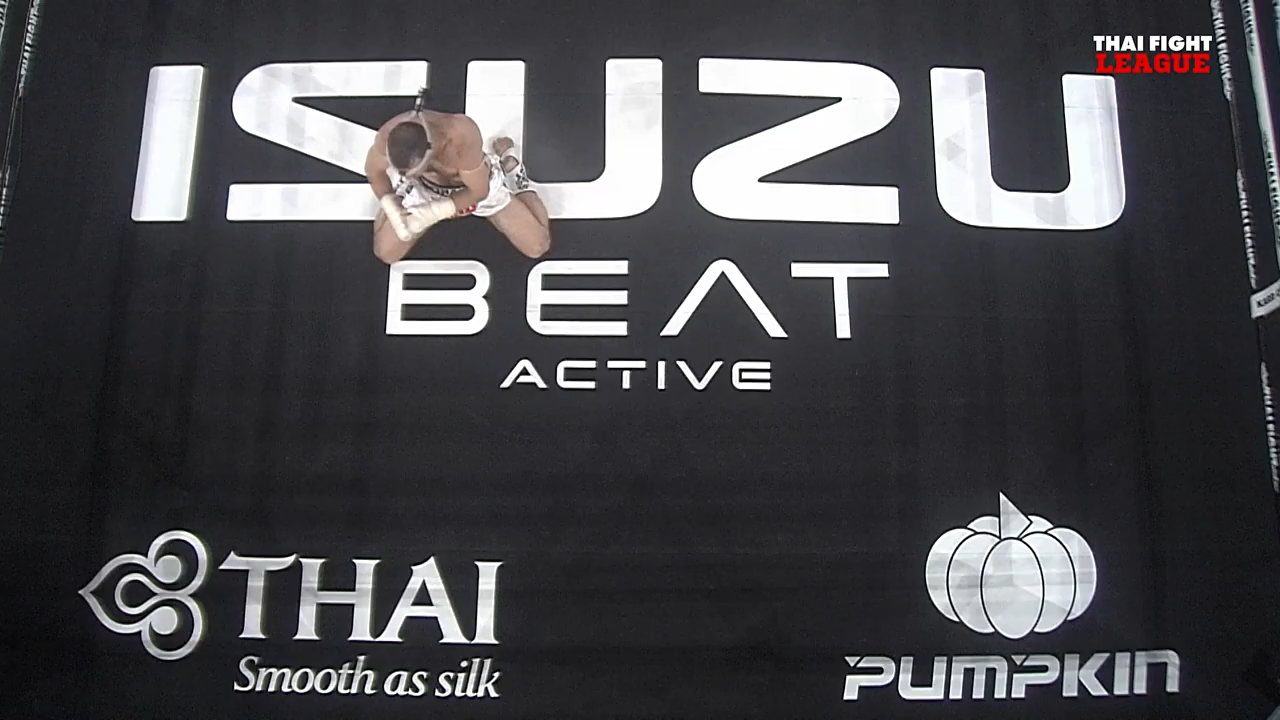 THAI FIGHT
LEAGUE
ISUZU
BEAT
ACTIVE
THAI
Smooth as silk
PUMPKIN